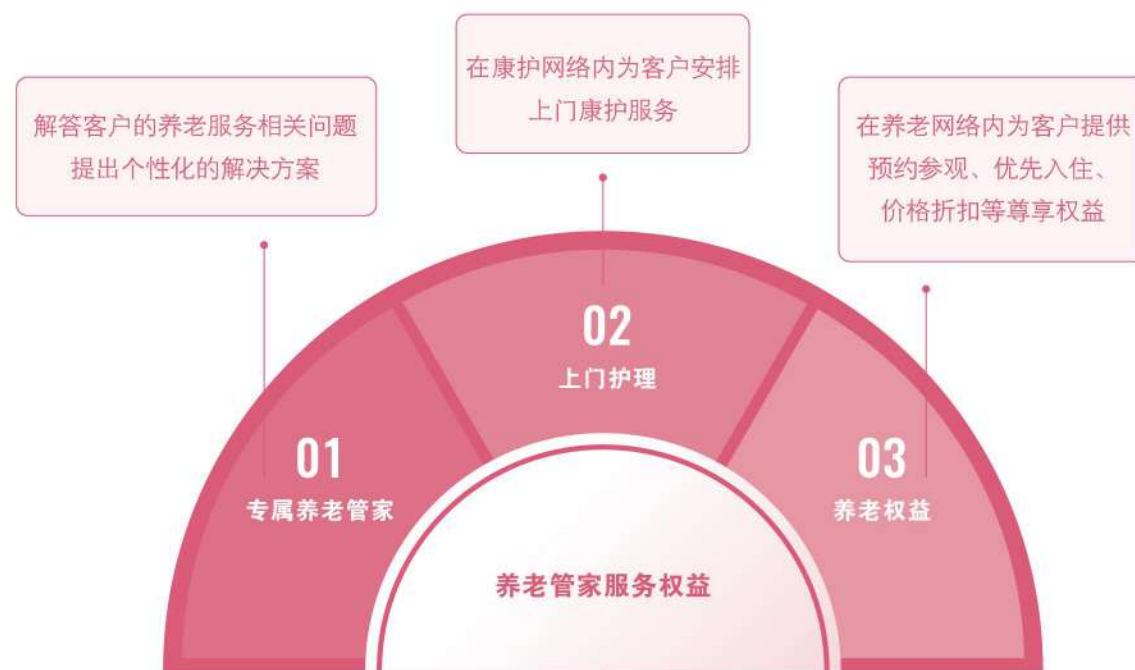 解答客户的养老服务相关问题
提出个性化的解决方案
在康护网络内为客户安排
上门康护服务
在养老网络内为客户提供
预约参观、优先入住、
价格折扣等尊享权益
01
专属养老管家
02
上门护理
03
养老权益
养老管家服务权益